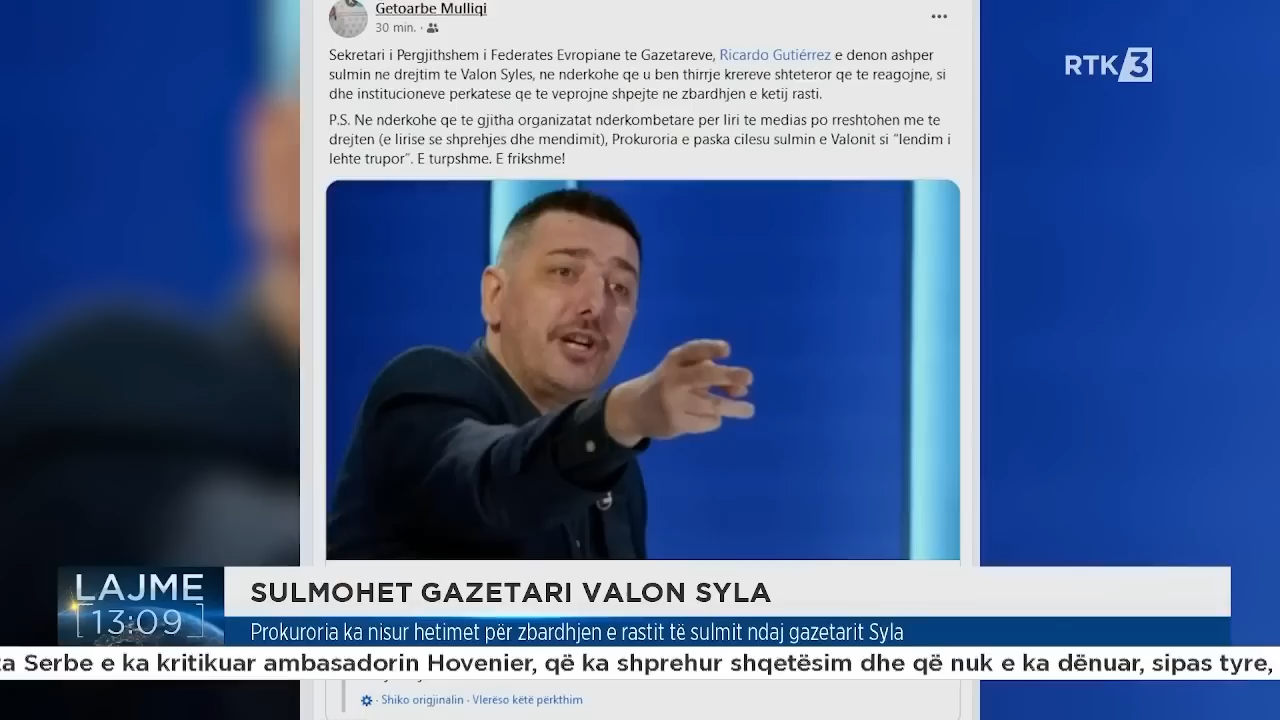 Getoarbe Mulliqi
30 min.
Sekretari i Pergjithshem i Federates Evropiane te Gazetareve, Ricardo Gutiérrez e denon ashper
sulmin ne drejtim te Valon Syles, ne nderkohe qe u ben thirrje krereve shteteror qe te reagojne, si
dhe institucioneve perkatese qe te veprojne shpejte ne zbardhjen e ketij rasti.
P.S. Ne nderkohe qe te gjitha organizatat nderkombetare per liri te medias po rreshtohen me te
drejten (e lirise se shprehjes dhe mendimit), Prokuroria e paska cilesu sulmin e Valonit si "lendim i
lehte trupor". E turpshme. E frikshme!
RTK 3
LAJME
13:09
SULMOHET GAZETARI VALON SYLA
Prokuroria ka nisur hetimet për zbardhjen e rastit të sulmit ndaj gazetarit Syla
Serbe e ka kritikuar ambasadorin Hovenier, që ka shprehur shqetësim dhe që nuk e ka dënuar, sipas tyre,
Shiko origjinalin · Vlerëso këtë përkthim